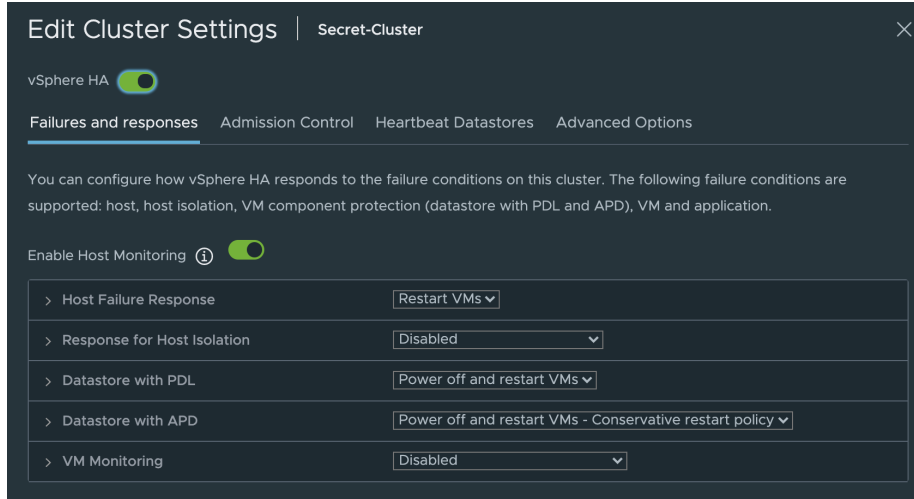 Edit Cluster Settings | Secret-Cluster
vSphere HA
Failures and responses Admission Control Heartbeat Datastores Advanced Options
You can configure how vSphere HA responds to the failure conditions on this cluster. The following failure conditions are
supported: host, host isolation, VM component protection (datastore with PDL and APD), VM and application.
Enable Host Monitoring
Host Failure Response Restart VMs
Response for Host Isolation Disabled
Datastore with PDL Power off and restart VMs
Datastore with APD Power off and restart VMs - Conservative restart policy
VM Monitoring Disabled